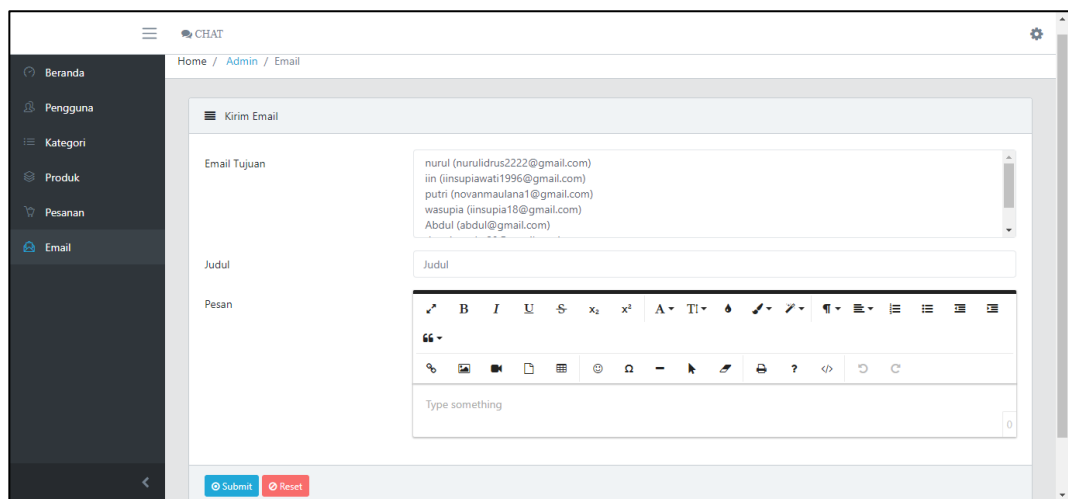 CHAT
Home / Admin / Email
Beranda
Pengguna
Kategori
Produk
Pesanan
Email
Kirim Email
Email Tujuan
nurul (nurulidrus2222@gmail.com)
iin (iinsupiawati1996@gmail.com)
putri (novanmaulana1@gmail.com)
wasupia (iinsupia18@gmail.com)
Abdul (abdul@gmail.com)
Judul
Judul
Pesan
Type something
0
Submit
Reset